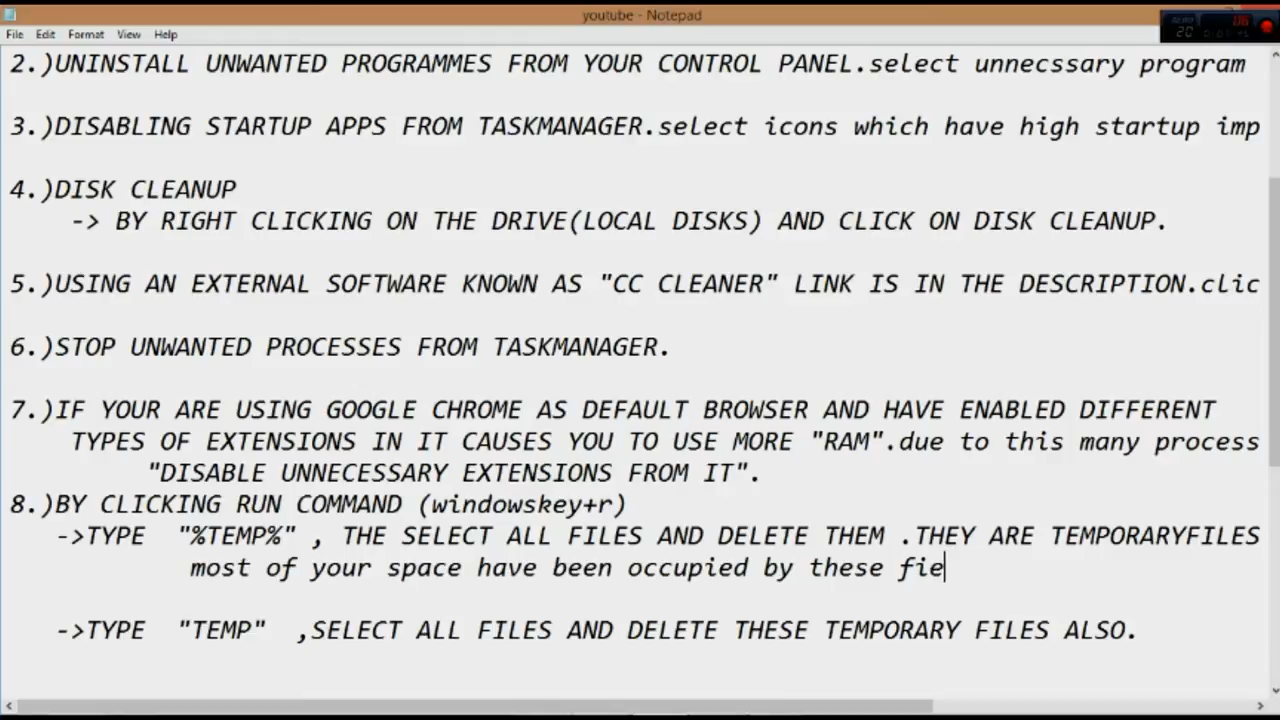 youtube - Notepad
File Edit Format View Help
2.)UNINSTALL UNWANTED PROGRAMMES FROM YOUR CONTROL PANEL.select unnecssary program
3.)DISABLING STARTUP APPS FROM TASKMANAGER.select icons which have high startup imp
4.)DISK CLEANUP
-> BY RIGHT CLICKING ON THE DRIVE(LOCAL DISKS) AND CLICK ON DISK CLEANUP.
5.)USING AN EXTERNAL SOFTWARE KNOWN AS "CC CLEANER" LINK IS IN THE DESCRIPTION.clic
6.)STOP UNWANTED PROCESSES FROM TASKMANAGER.
7.)IF YOUR ARE USING GOOGLE CHROME AS DEFAULT BROWSER AND HAVE ENABLED DIFFERENT
TYPES OF EXTENSIONS IN IT CAUSES YOU TO USE MORE "RAM".due to this many process
"DISABLE UNNECESSARY EXTENSIONS FROM IT".
8.)BY CLICKING RUN COMMAND (windowskey+r)
->TYPE "%TEMP%" , THE SELECT ALL FILES AND DELETE THEM .THEY ARE TEMPORARYFILES
most of your space have been occupied by these fie
->TYPE "TEMP" ,SELECT ALL FILES AND DELETE THESE TEMPORARY FILES ALSO.